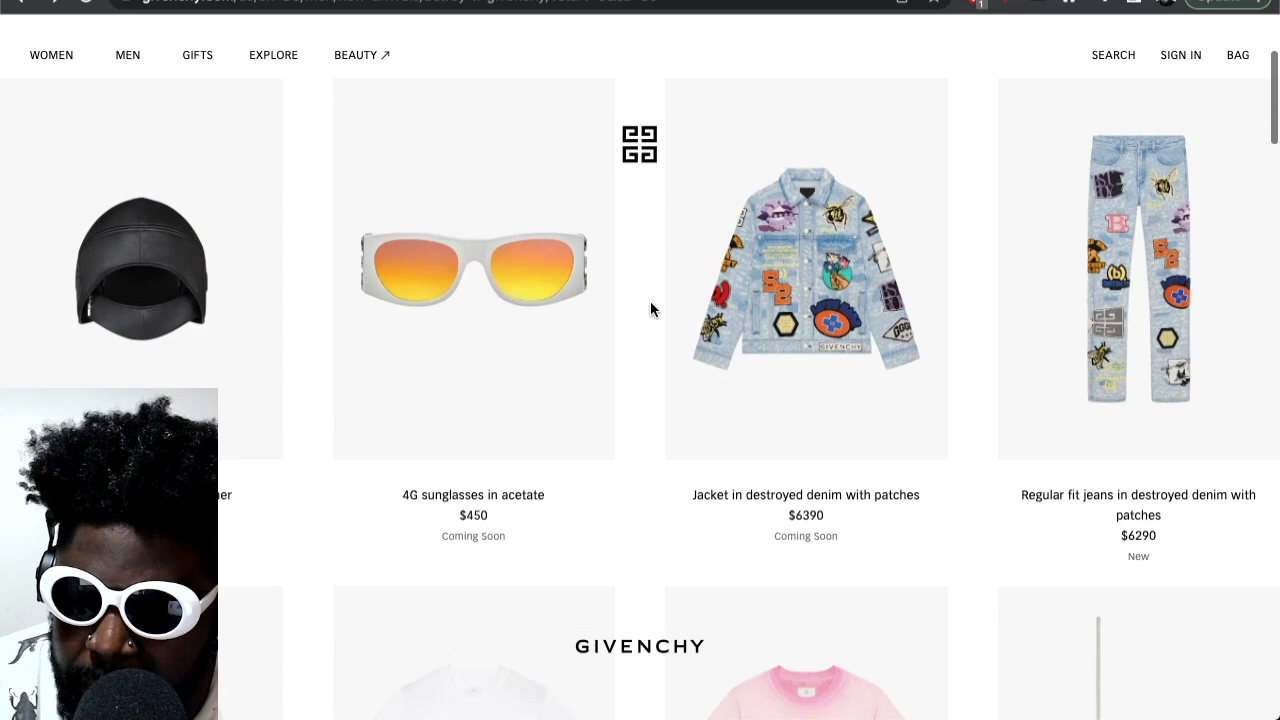 WOMEN MEN GIFTS EXPLORE BEAUTY ↗ SEARCH SIGN IN BAG
GIVENCHY
4G sunglasses in acetate
$450
Coming Soon
Jacket in destroyed denim with patches
$6390
Coming Soon
Regular fit jeans in destroyed denim with
patches
$6290
New
GIVENCHY